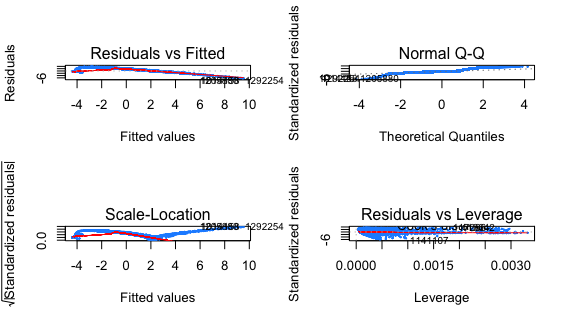 Residuals vs Fitted
Residuals
-6
1292254
-4 -2 0 2 4 6 8 10
Fitted values
Normal Q-Q
Standardized residuals
-4 -2 0 2 4
Theoretical Quantiles
Scale-Location
√|Standardized residuals|
0.0
1292254
-4 -2 0 2 4 6 8 10
Fitted values
Residuals vs Leverage
Standardized residuals
-6
1141107
0.0000 0.0015 0.0030
Leverage